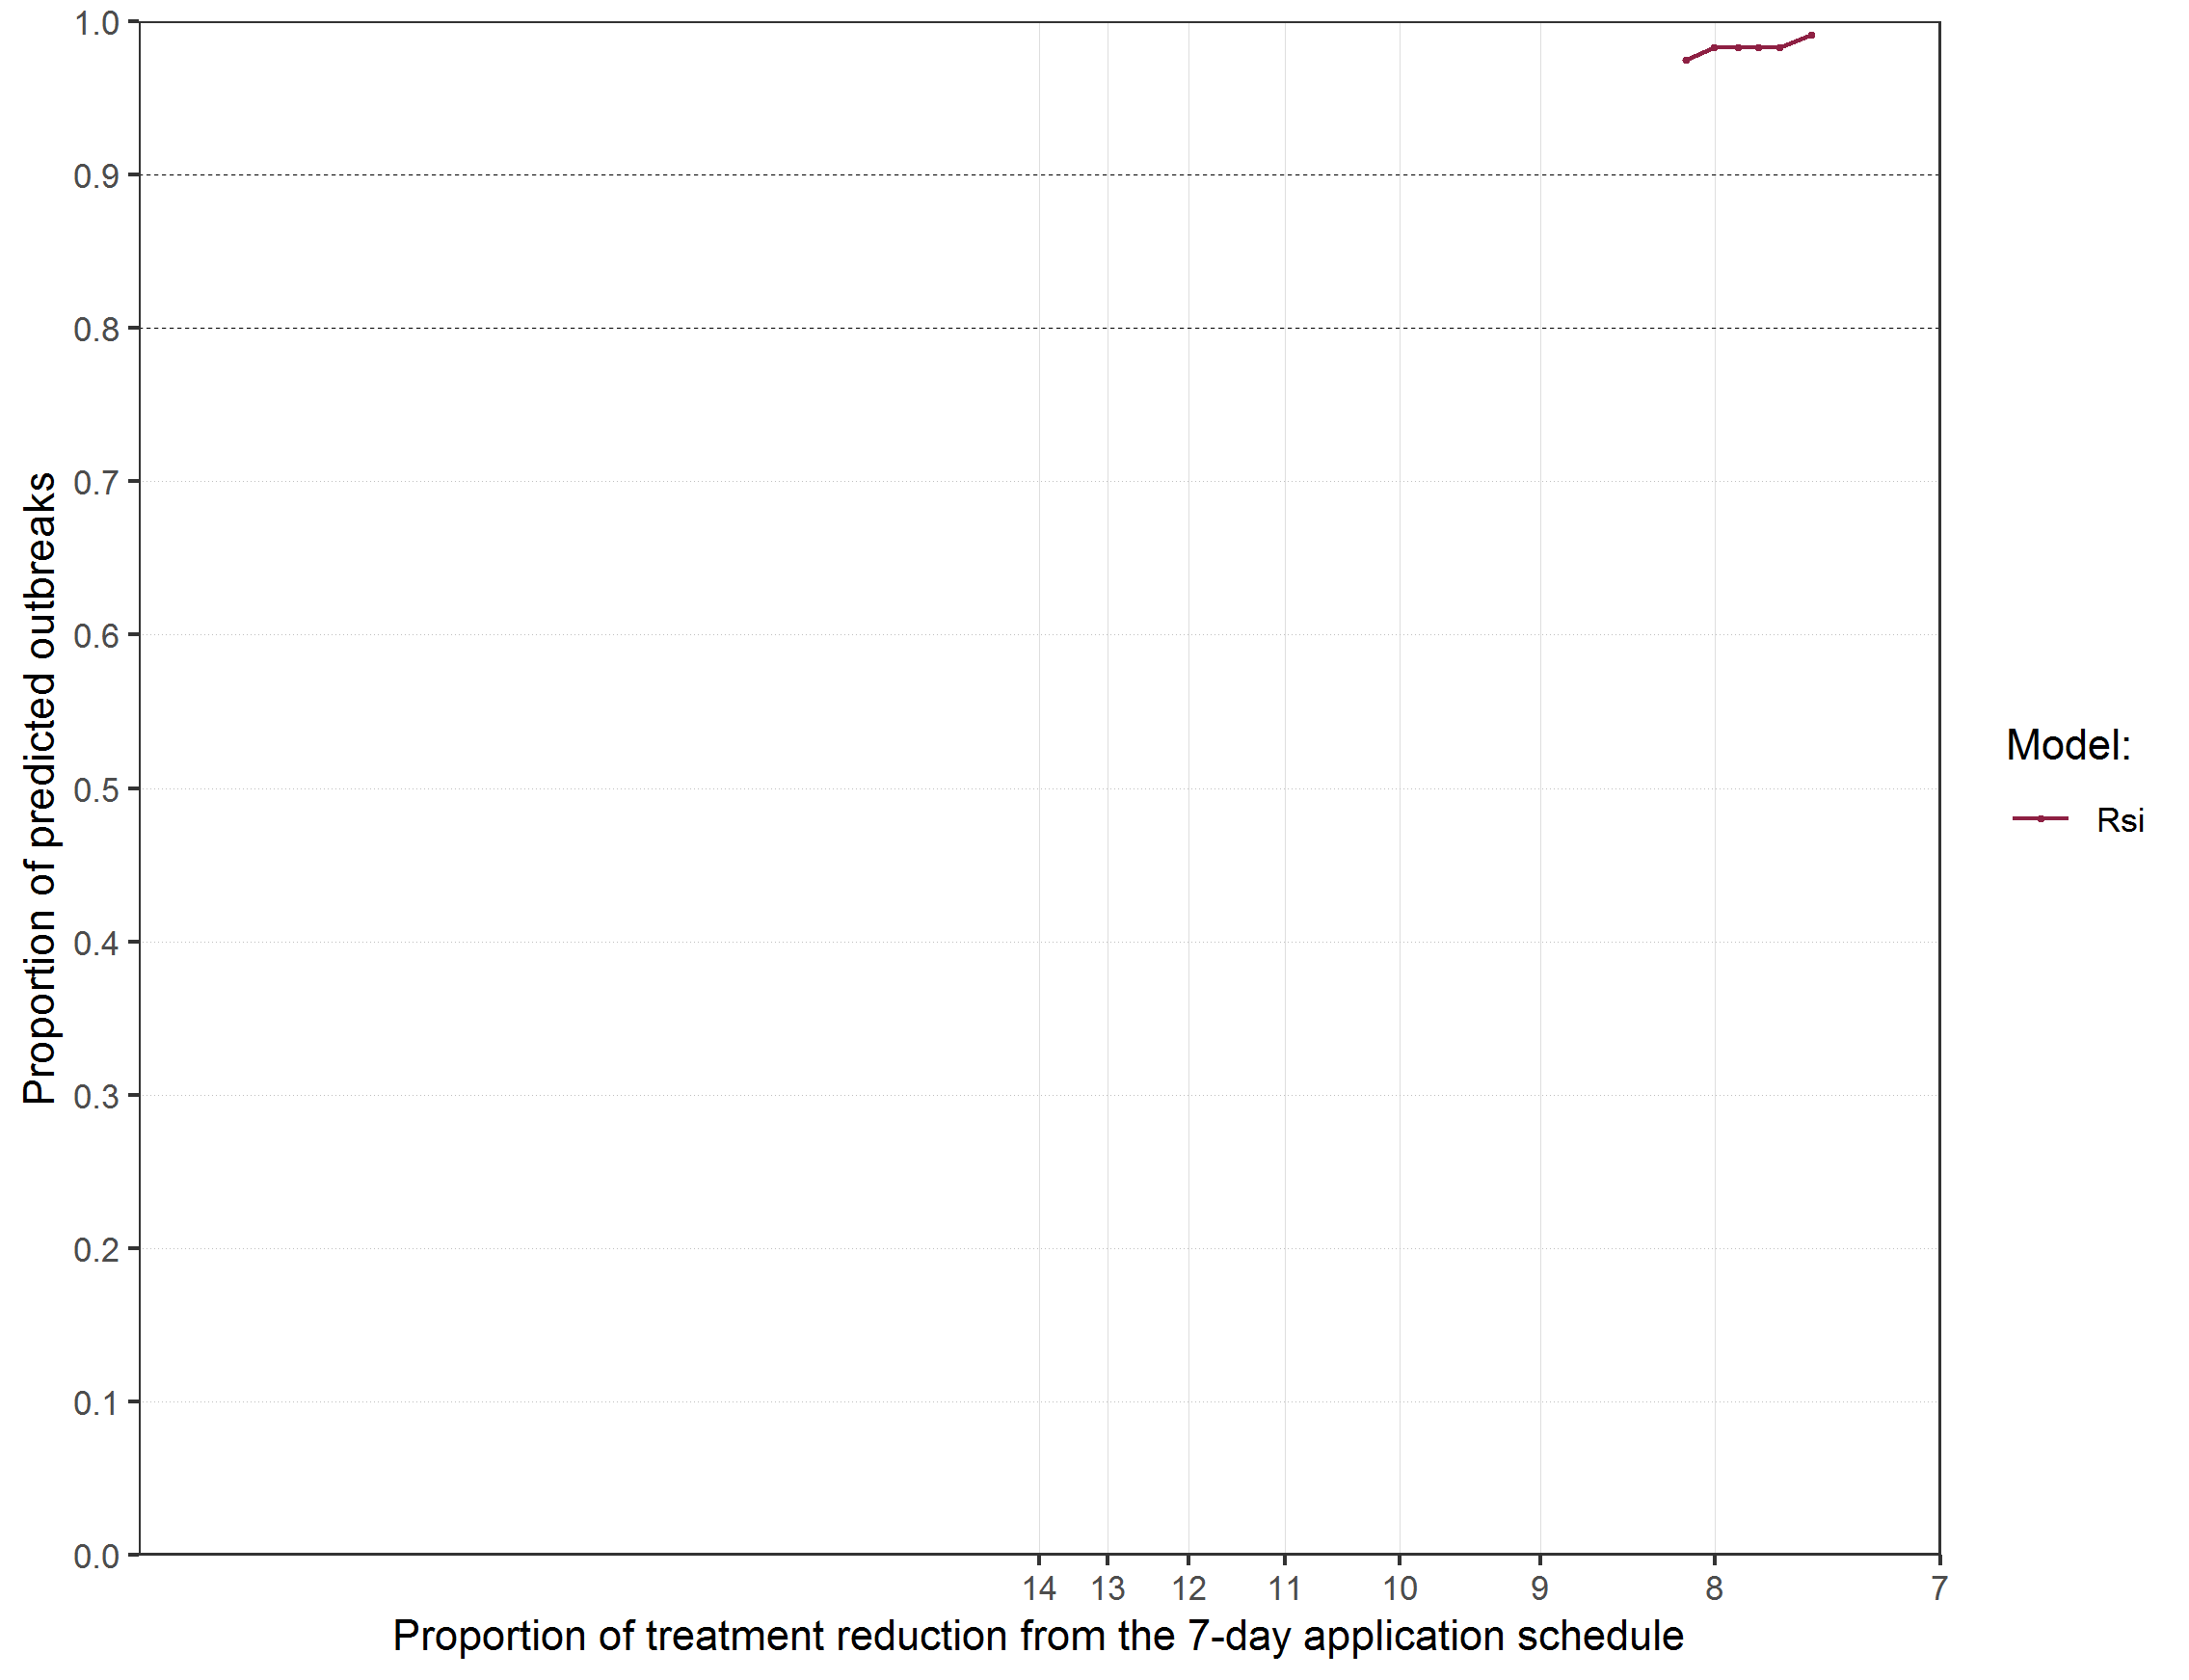 1.0
0.9
0.8
0.7
0.6
0.5
0.4
0.3
0.2
0.1
0.0
Proportion of predicted outbreaks
14 13 12 11 10 9 8 7
Proportion of treatment reduction from the 7-day application schedule
Model:
Rsi